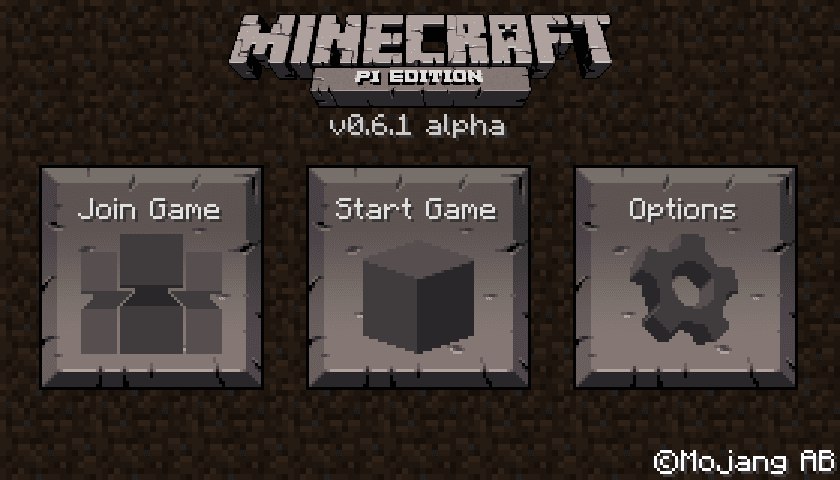 MINECRAFT
PI EDITION
v0.6.1 alpha
Join Game
Start Game
Options
©Mojang AB